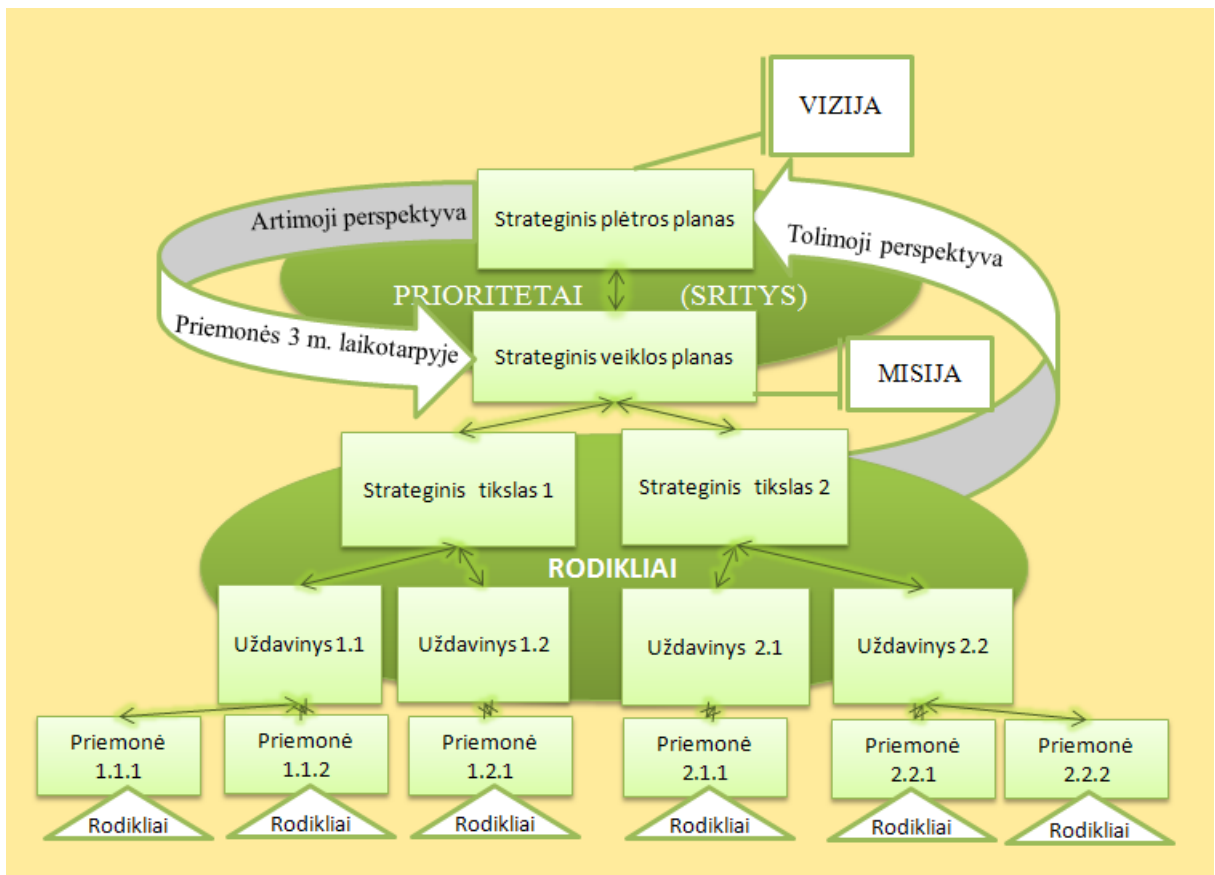 VIZIJA
Artimoji perspektyva
Strateginis plėtros planas
Tolimoji perspektyva
PRIORITETAI (SRITYS)
Priemonės 3 m. laikotarpyje
Strateginis veiklos planas
MISIJA
Strateginis tikslas 1
Strateginis tikslas 2
RODIKLIAI
Uždavinys 1.1
Uždavinys 1.2
Uždavinys 2.1
Uždavinys 2.2
Priemonė
1.1.1
Priemonė
1.1.2
Priemonė
1.2.1
Priemonė
2.1.1
Priemonė
2.2.1
Priemonė
2.2.2
Rodikliai
Rodikliai
Rodikliai
Rodikliai
Rodikliai
Rodikliai